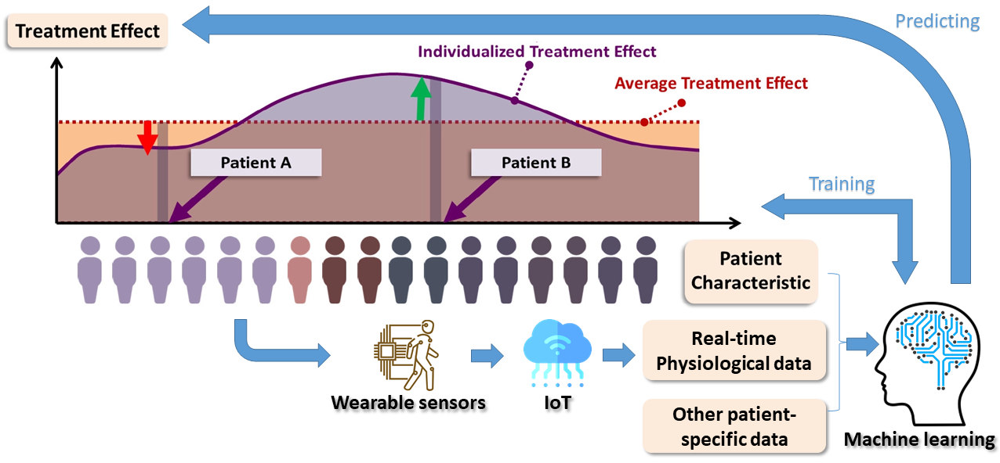 Predicting
Treatment Effect
Individualized Treatment Effect
Average Treatment Effect
Patient A
Patient B
Training
Patient
Characteristic
Real-time
Physiological data
Wearable sensors
IoT
Other patient-
specific data
Machine learning